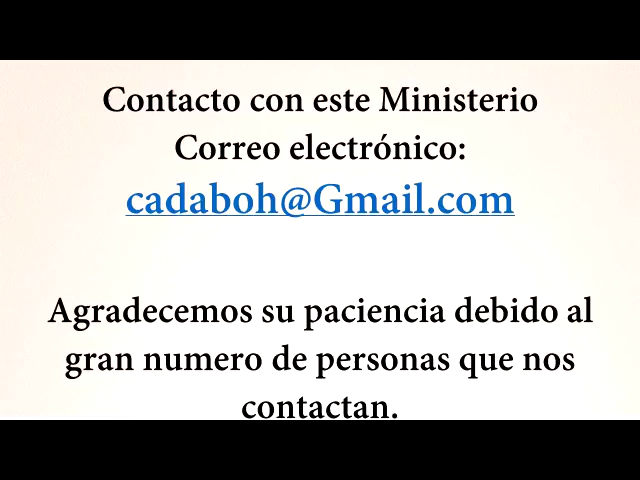 Contacto con este Ministerio
Correo electrónico:
cadaboh@Gmail.com
Agradecemos su paciencia debido al
gran numero de personas que nos
contactan.